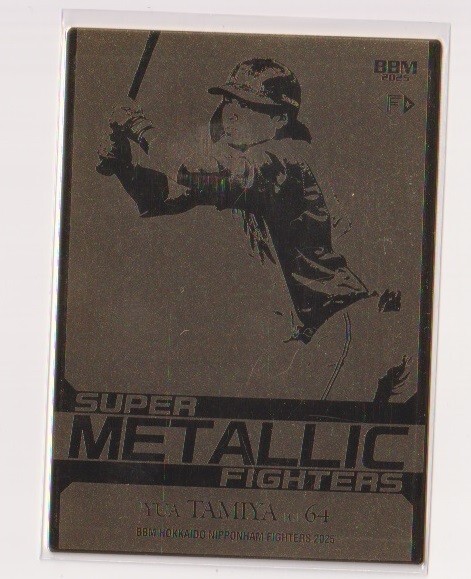 BBM
2025
F
SUPER
METALLIC
FIGHTERS
YUA TAMIYA 64
BBM HOKKAIDO NIPPONHAM FIGHTERS 2025